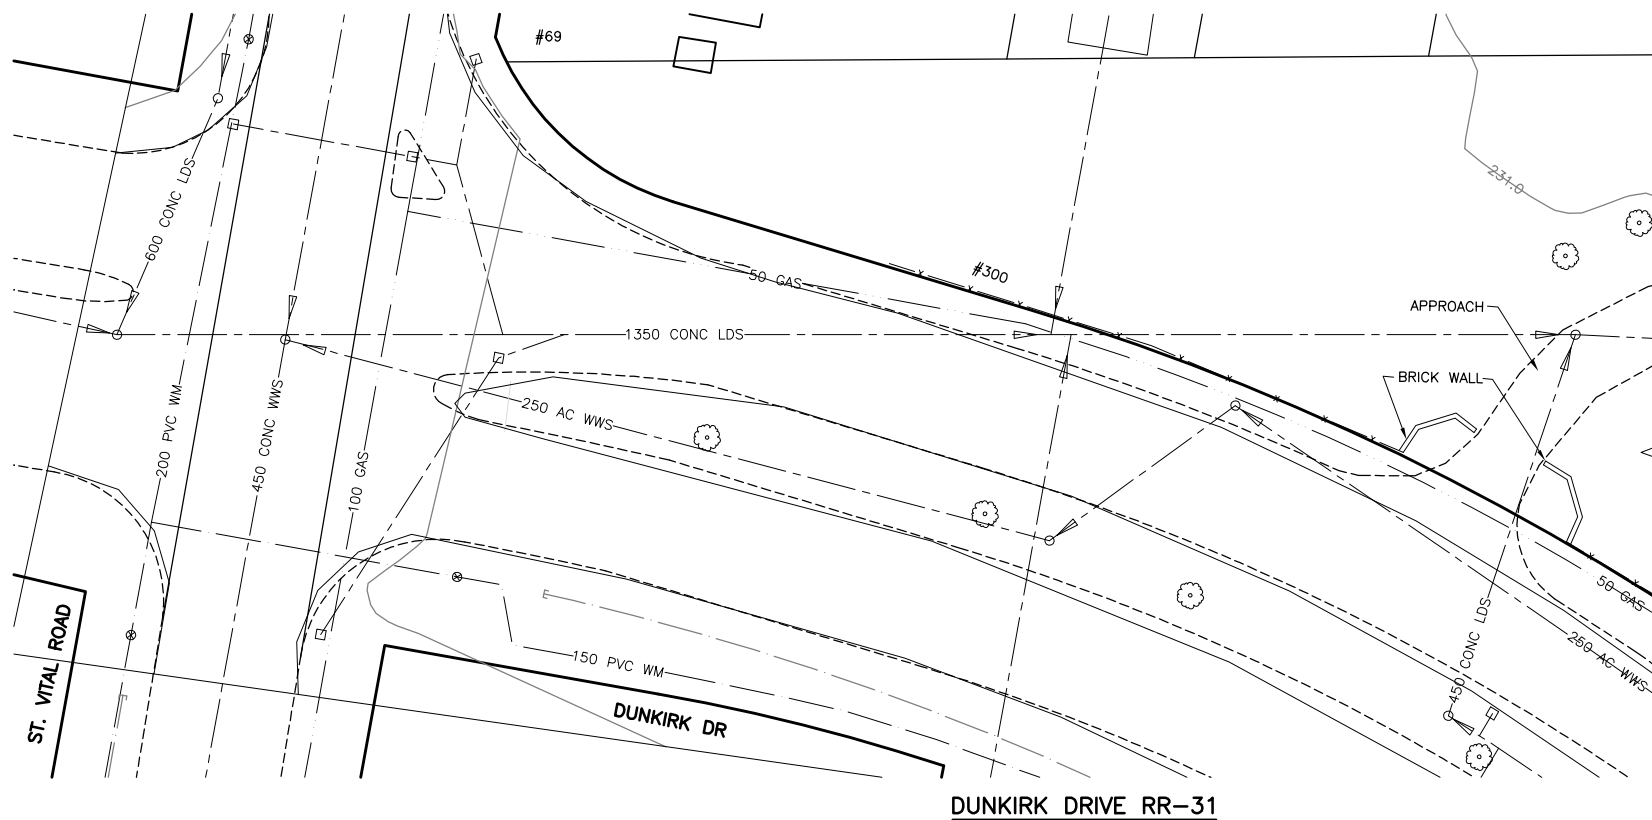 #69
600 CONC LDS
231.0
#300
50 GAS
APPROACH
1350 CONC LDS
BRICK WALL
200 PVC WM
450 CONC WWS
250 AC WWS
100 GAS
50 GAS
450 CONC LDS
250 AC WWS
ST. VITAL ROAD
150 PVC WM
DUNKIRK DR
DUNKIRK DRIVE RR-31